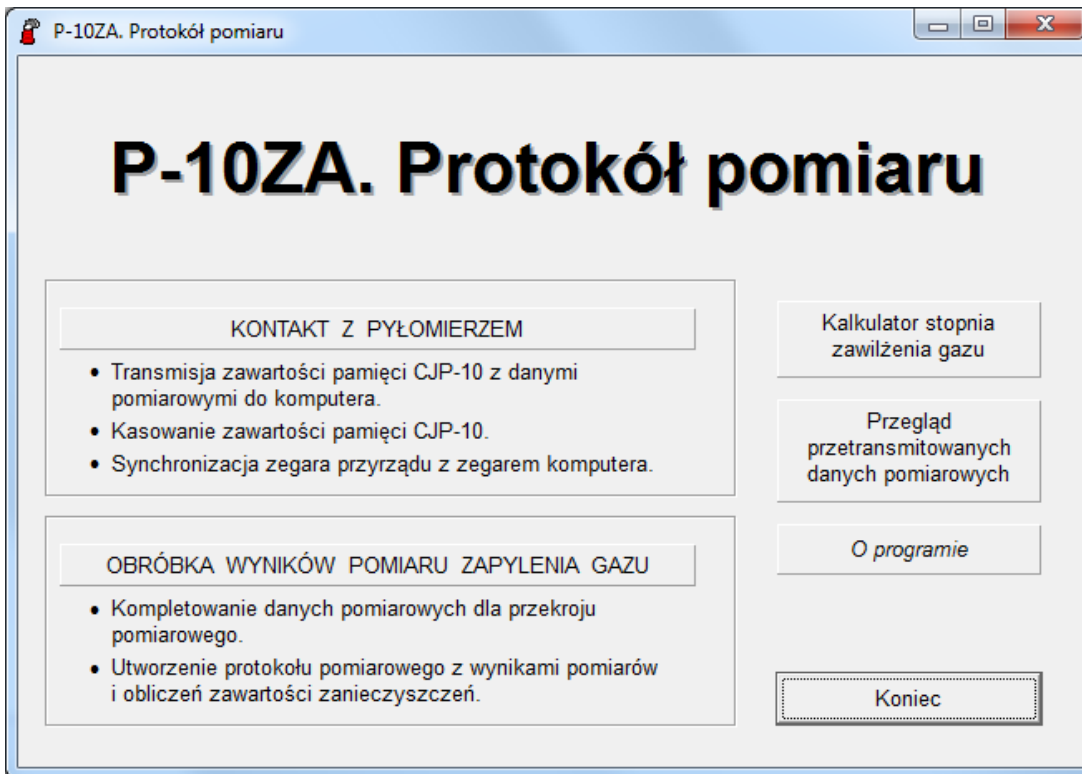 P-10ZA. Protokół pomiaru
P-10ZA. Protokół pomiaru
KONTAKT Z PYŁOMIERZEM
• Transmisja zawartości pamięci CJP-10 z danymi
pomiarowymi do komputera.
• Kasowanie zawartości pamięci CJP-10.
• Synchronizacja zegara przyrządu z zegarem komputera.
OBRÓBKA WYNIKÓW POMIARU ZAPYLENIA GAZU
• Kompletowanie danych pomiarowych dla przekroju
pomiarowego.
• Utworzenie protokołu pomiarowego z wynikami pomiarów
i obliczeń zawartości zanieczyszczeń.
Kalkulator stopnia
zawilżenia gazu
Przegląd
przetransmitowanych
danych pomiarowych
O programie
Koniec